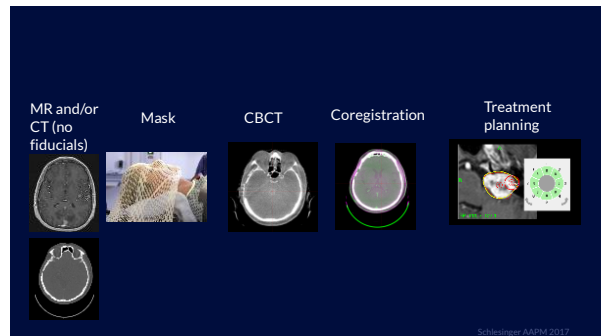 MR and/or
CT (no
fiducials)
Mask
CBCT
Coregistration
Treatment
planning
Schlesinger AAPM 2017